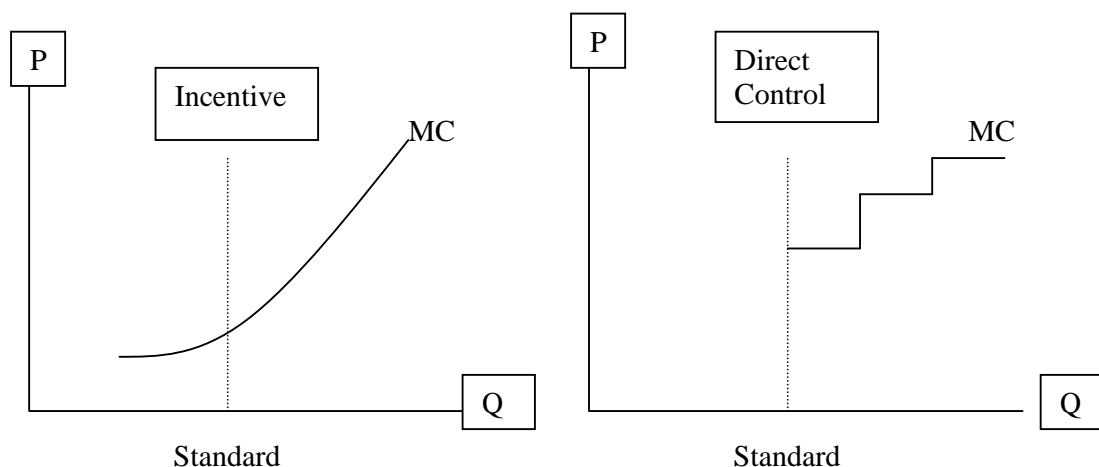 P
Incentive
MC
Q
Standard
P
Direct
Control
MC
Q
Standard